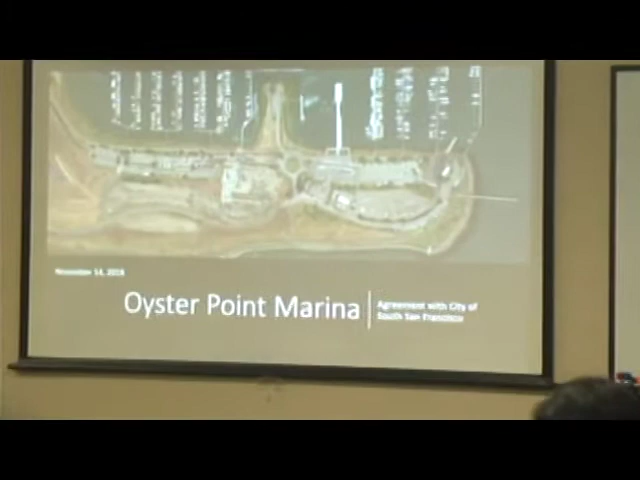 November 14, 2018
Oyster Point Marina
Agreement with City of
South San Francisco